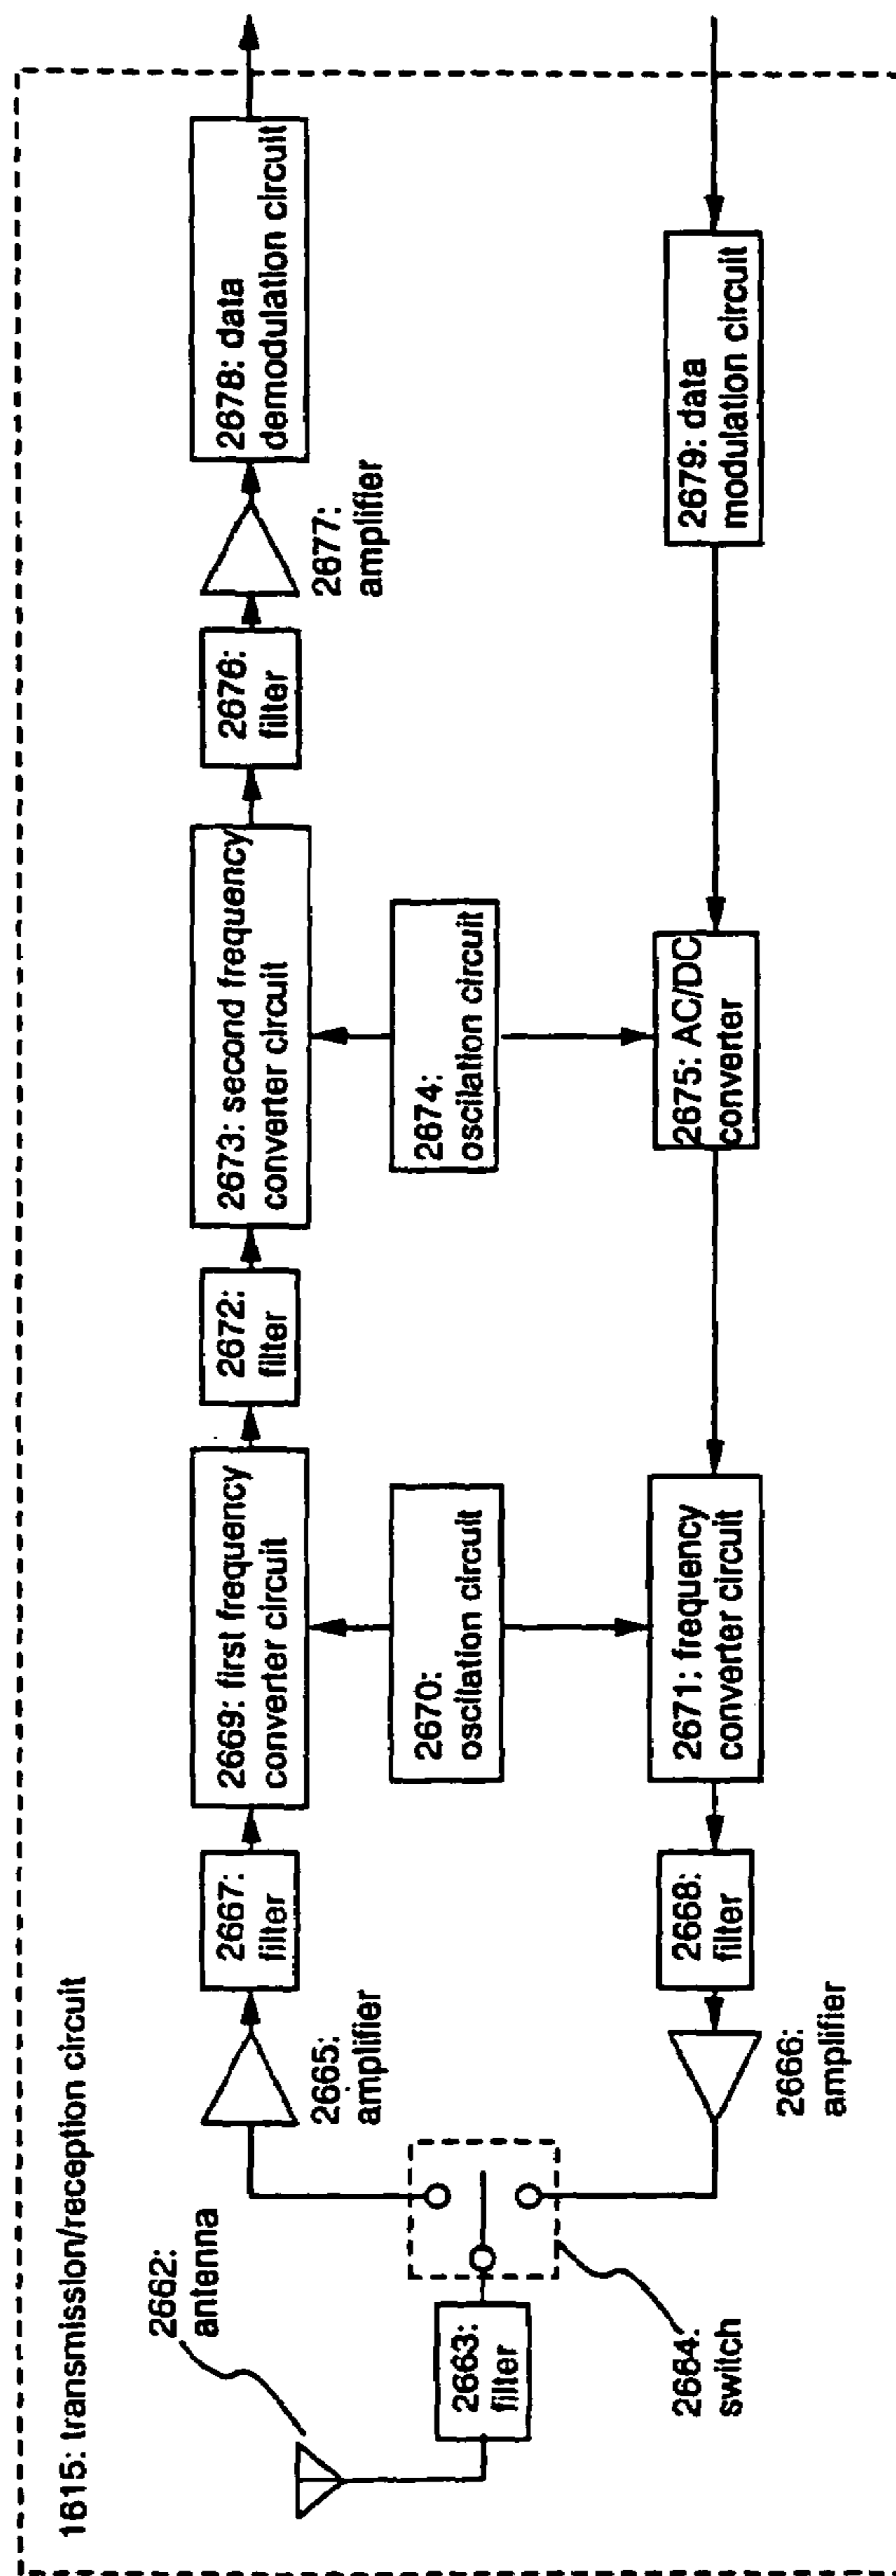 1615: transmission/reception circuit
2662:
antenna
2663:
filter
2664:
switch
2665:
amplifier
2667:
filter
2669: first frequency
converter circuit
2672:
filter
2673: second frequency
converter circuit
2676:
filter
2677:
amplifier
2678: data
demodulation circuit
2670:
oscilation circuit
2674:
oscilation circuit
2666:
amplifier
2668:
filter
2671: frequency
converter circuit
2675: AC/DC
converter
2679: data
modulation circuit